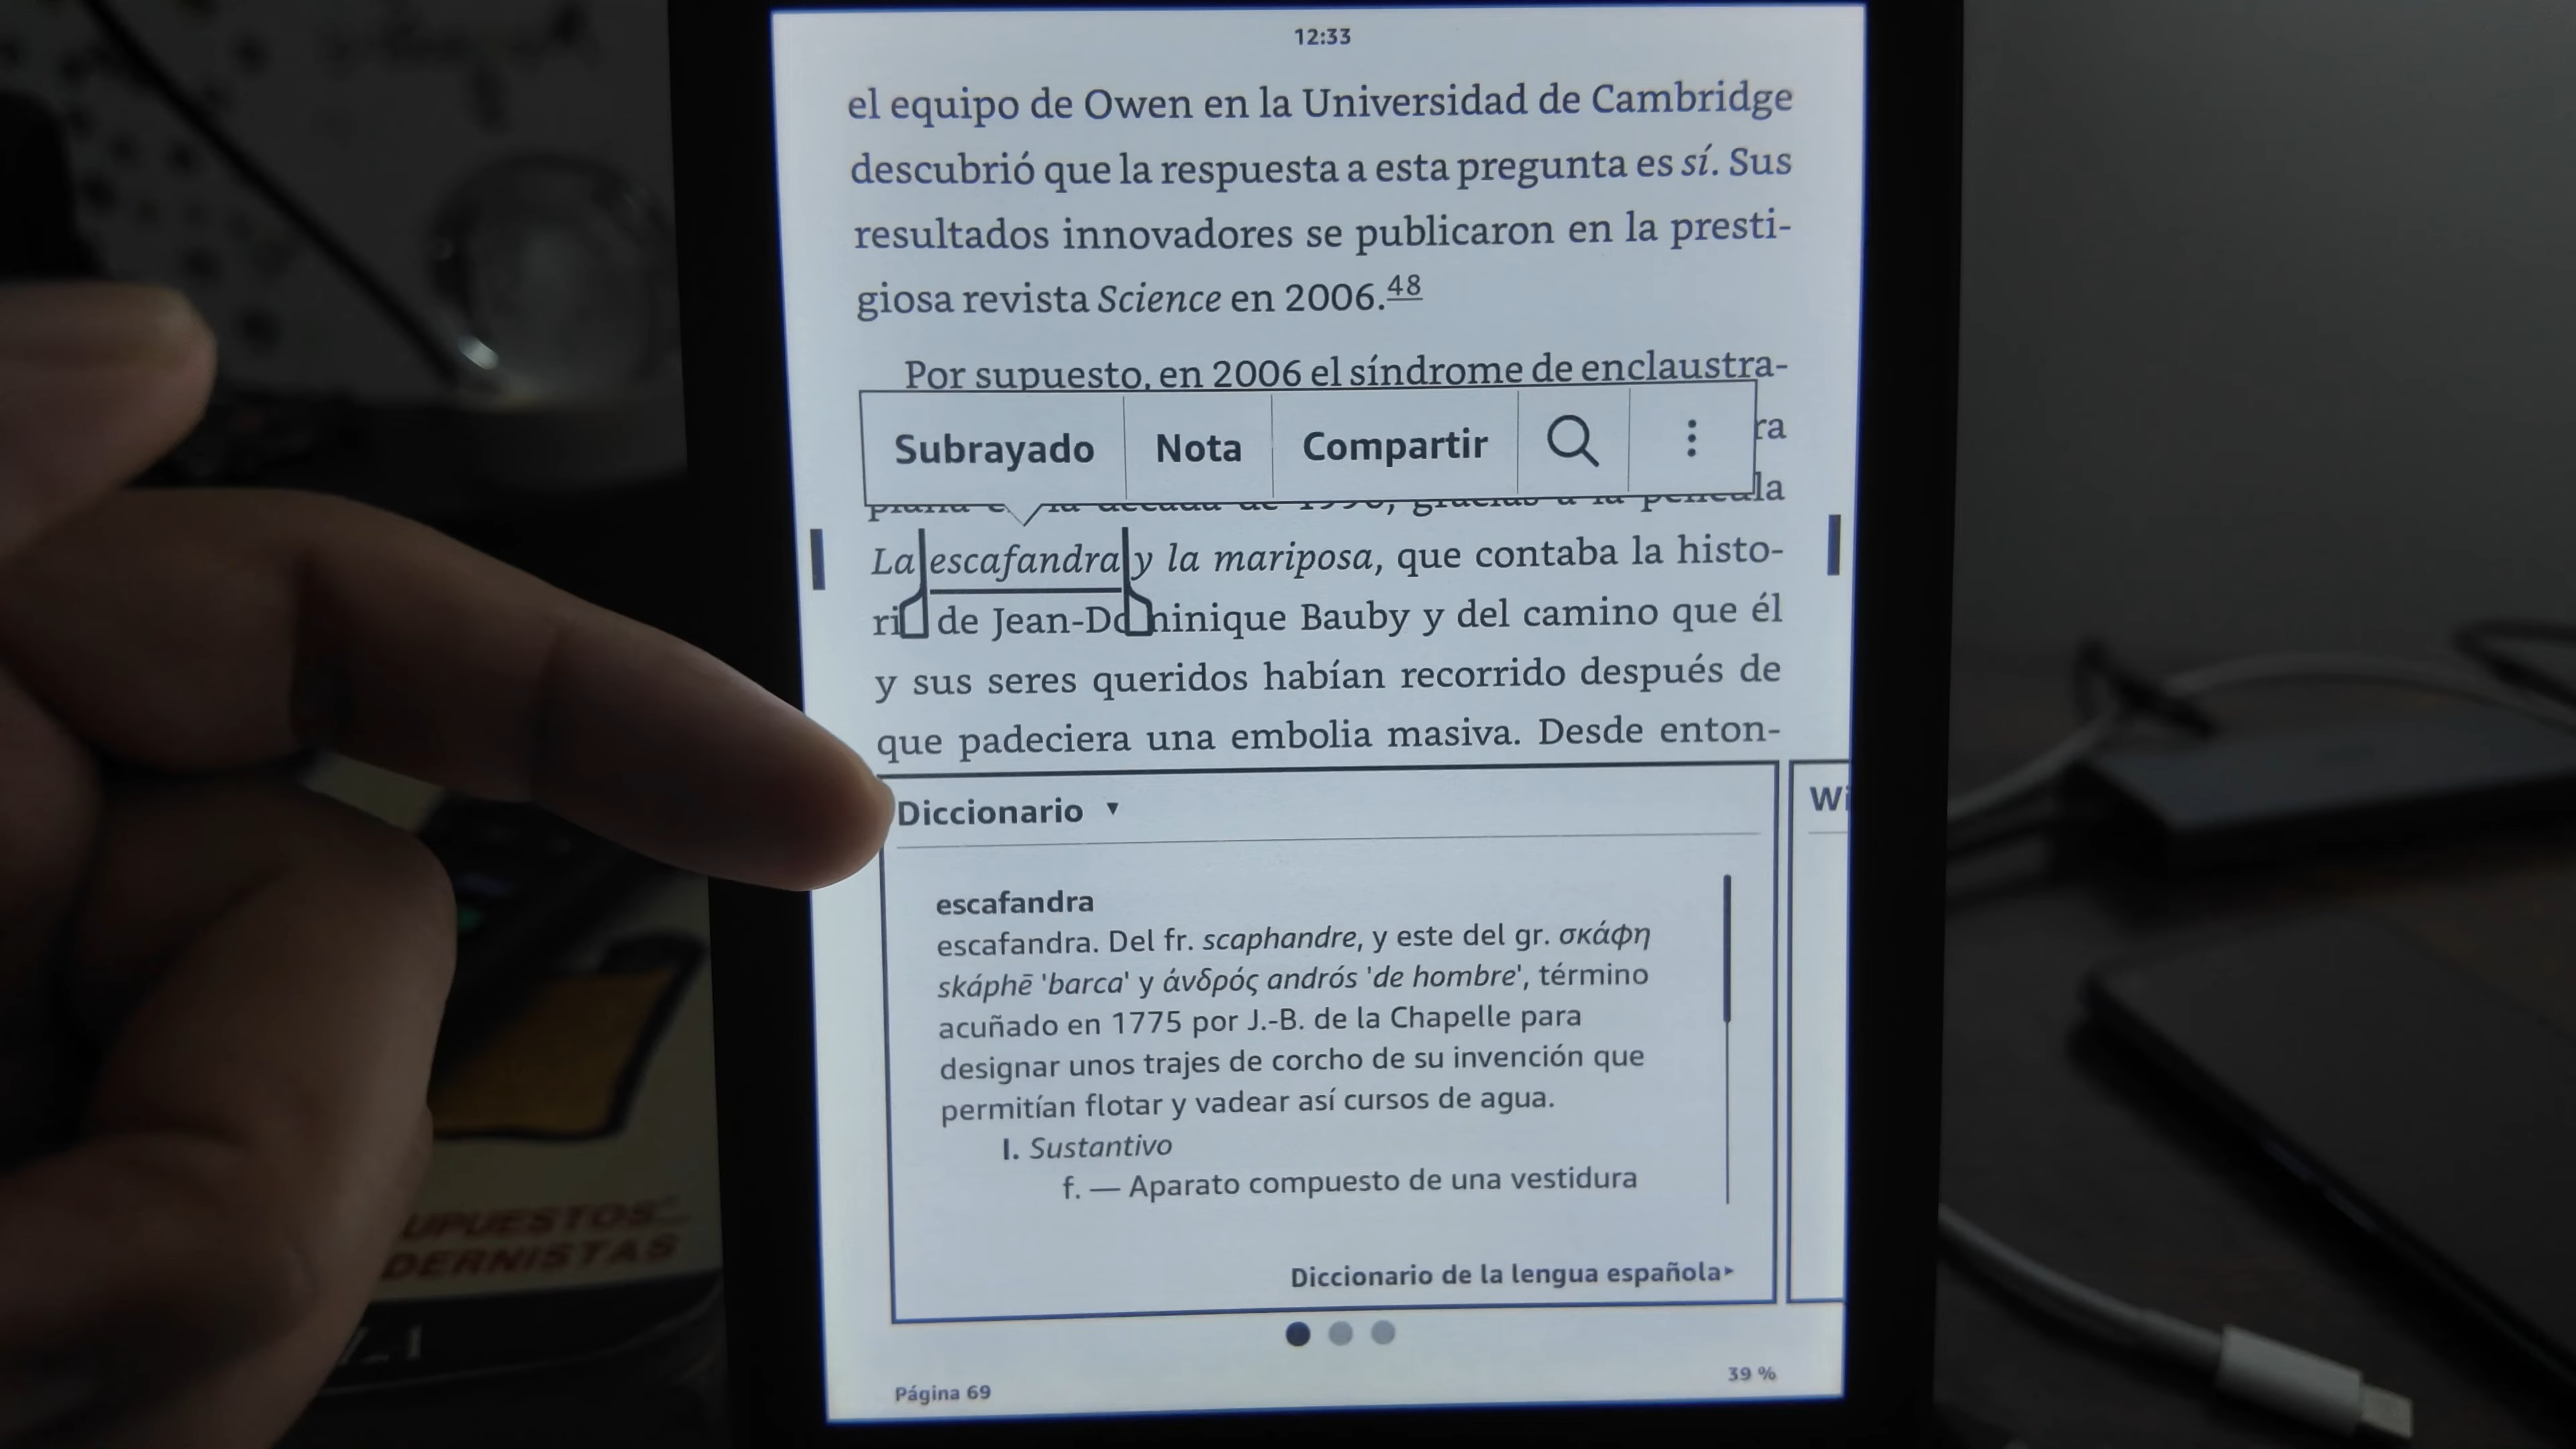 12:33
el equipo de Owen en la Universidad de Cambridge
descubrió que la respuesta a esta pregunta es sí. Sus
resultados innovadores se publicaron en la presti-
giosa revista Science en 2006.48
Por supuesto, en 2006 el síndrome de enclaustra-
Subrayado Nota Compartir
ra
la
La escafandra y la mariposa, que contaba la histo-
ri de Jean-Do inique Bauby y del camino que él
y sus seres queridos habían recorrido después de
que padeciera una embolia masiva. Desde enton-
Diccionario ▼
Wi
escafandra
escafandra. Del fr. scaphandre, y este del gr. σκάφη
skáphē 'barca' y άνδρός andrós 'de hombre', término
acuñado en 1775 por J.-B. de la Chapelle para
designar unos trajes de corcho de su invención que
permitían flotar y vadear así cursos de agua.
I. Sustantivo
f. — Aparato compuesto de una vestidura
Diccionario de la lengua española▸
Página 69
39 %
UPUESTOS
DERNISTAS